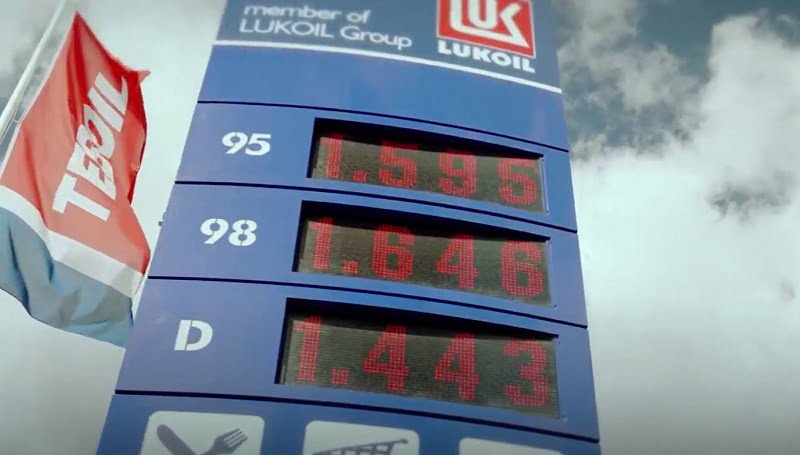 member of
LUKOIL Group
LUK
LUKOIL
TEBOIL
95
1.595
98
1.646
D
1.443